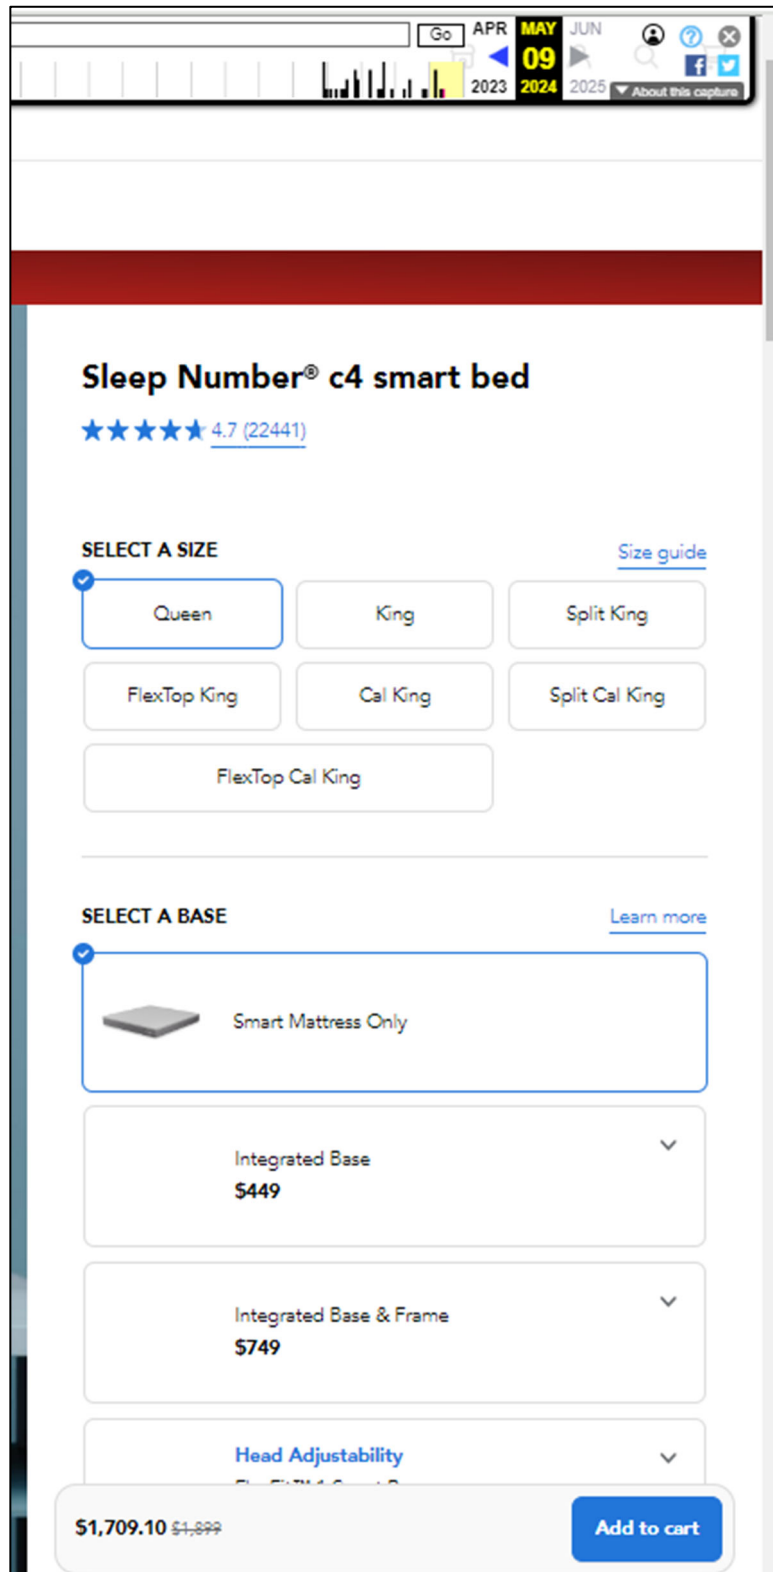 Go
APR MAY JUN
09
2023 2024 2025
About this capture
Sleep Number® c4 smart bed
4.7 (22441)
SELECT A SIZE Size guide
Queen King Split King
FlexTop King Cal King Split Cal King
FlexTop Cal King
SELECT A BASE Learn more
Smart Mattress Only
Integrated Base
$449
Integrated Base & Frame
$749
Head Adjustability
$1,709.10 $1,899 Add to cart